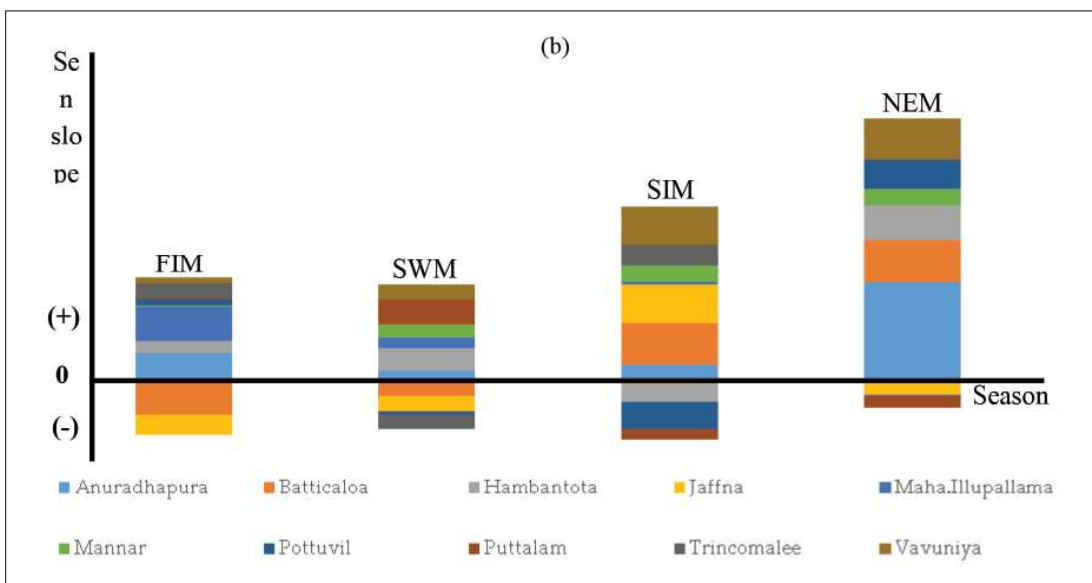 (b)
Se
n
slo
pe
NEM
SIM
FIM
SWM
(+)
0
Season
(-)
Anuradhapura
Batticaloa
Hambantota
Jaffna
Maha.Illupallama
Mannar
Pottuvil
Puttalam
Trincomalee
Vavuniya